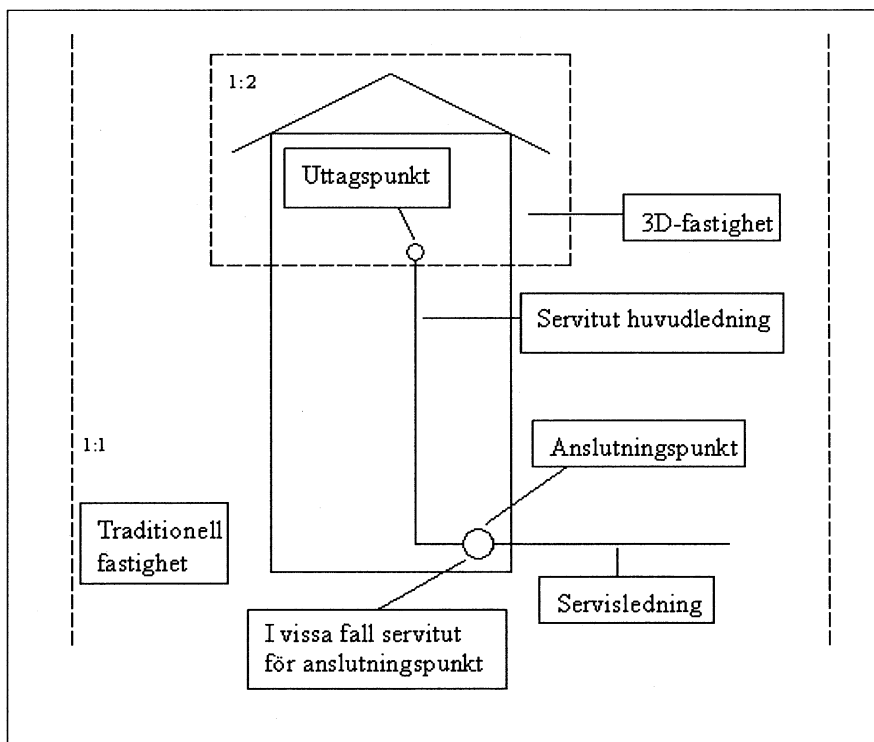 1:2
Uttagspunkt
3D-fastighet
Servitut huvudledning
1:1
Anslutningspunkt
Traditionell
fastighet
Servisledning
I vissa fall servitut
för anslutningspunkt